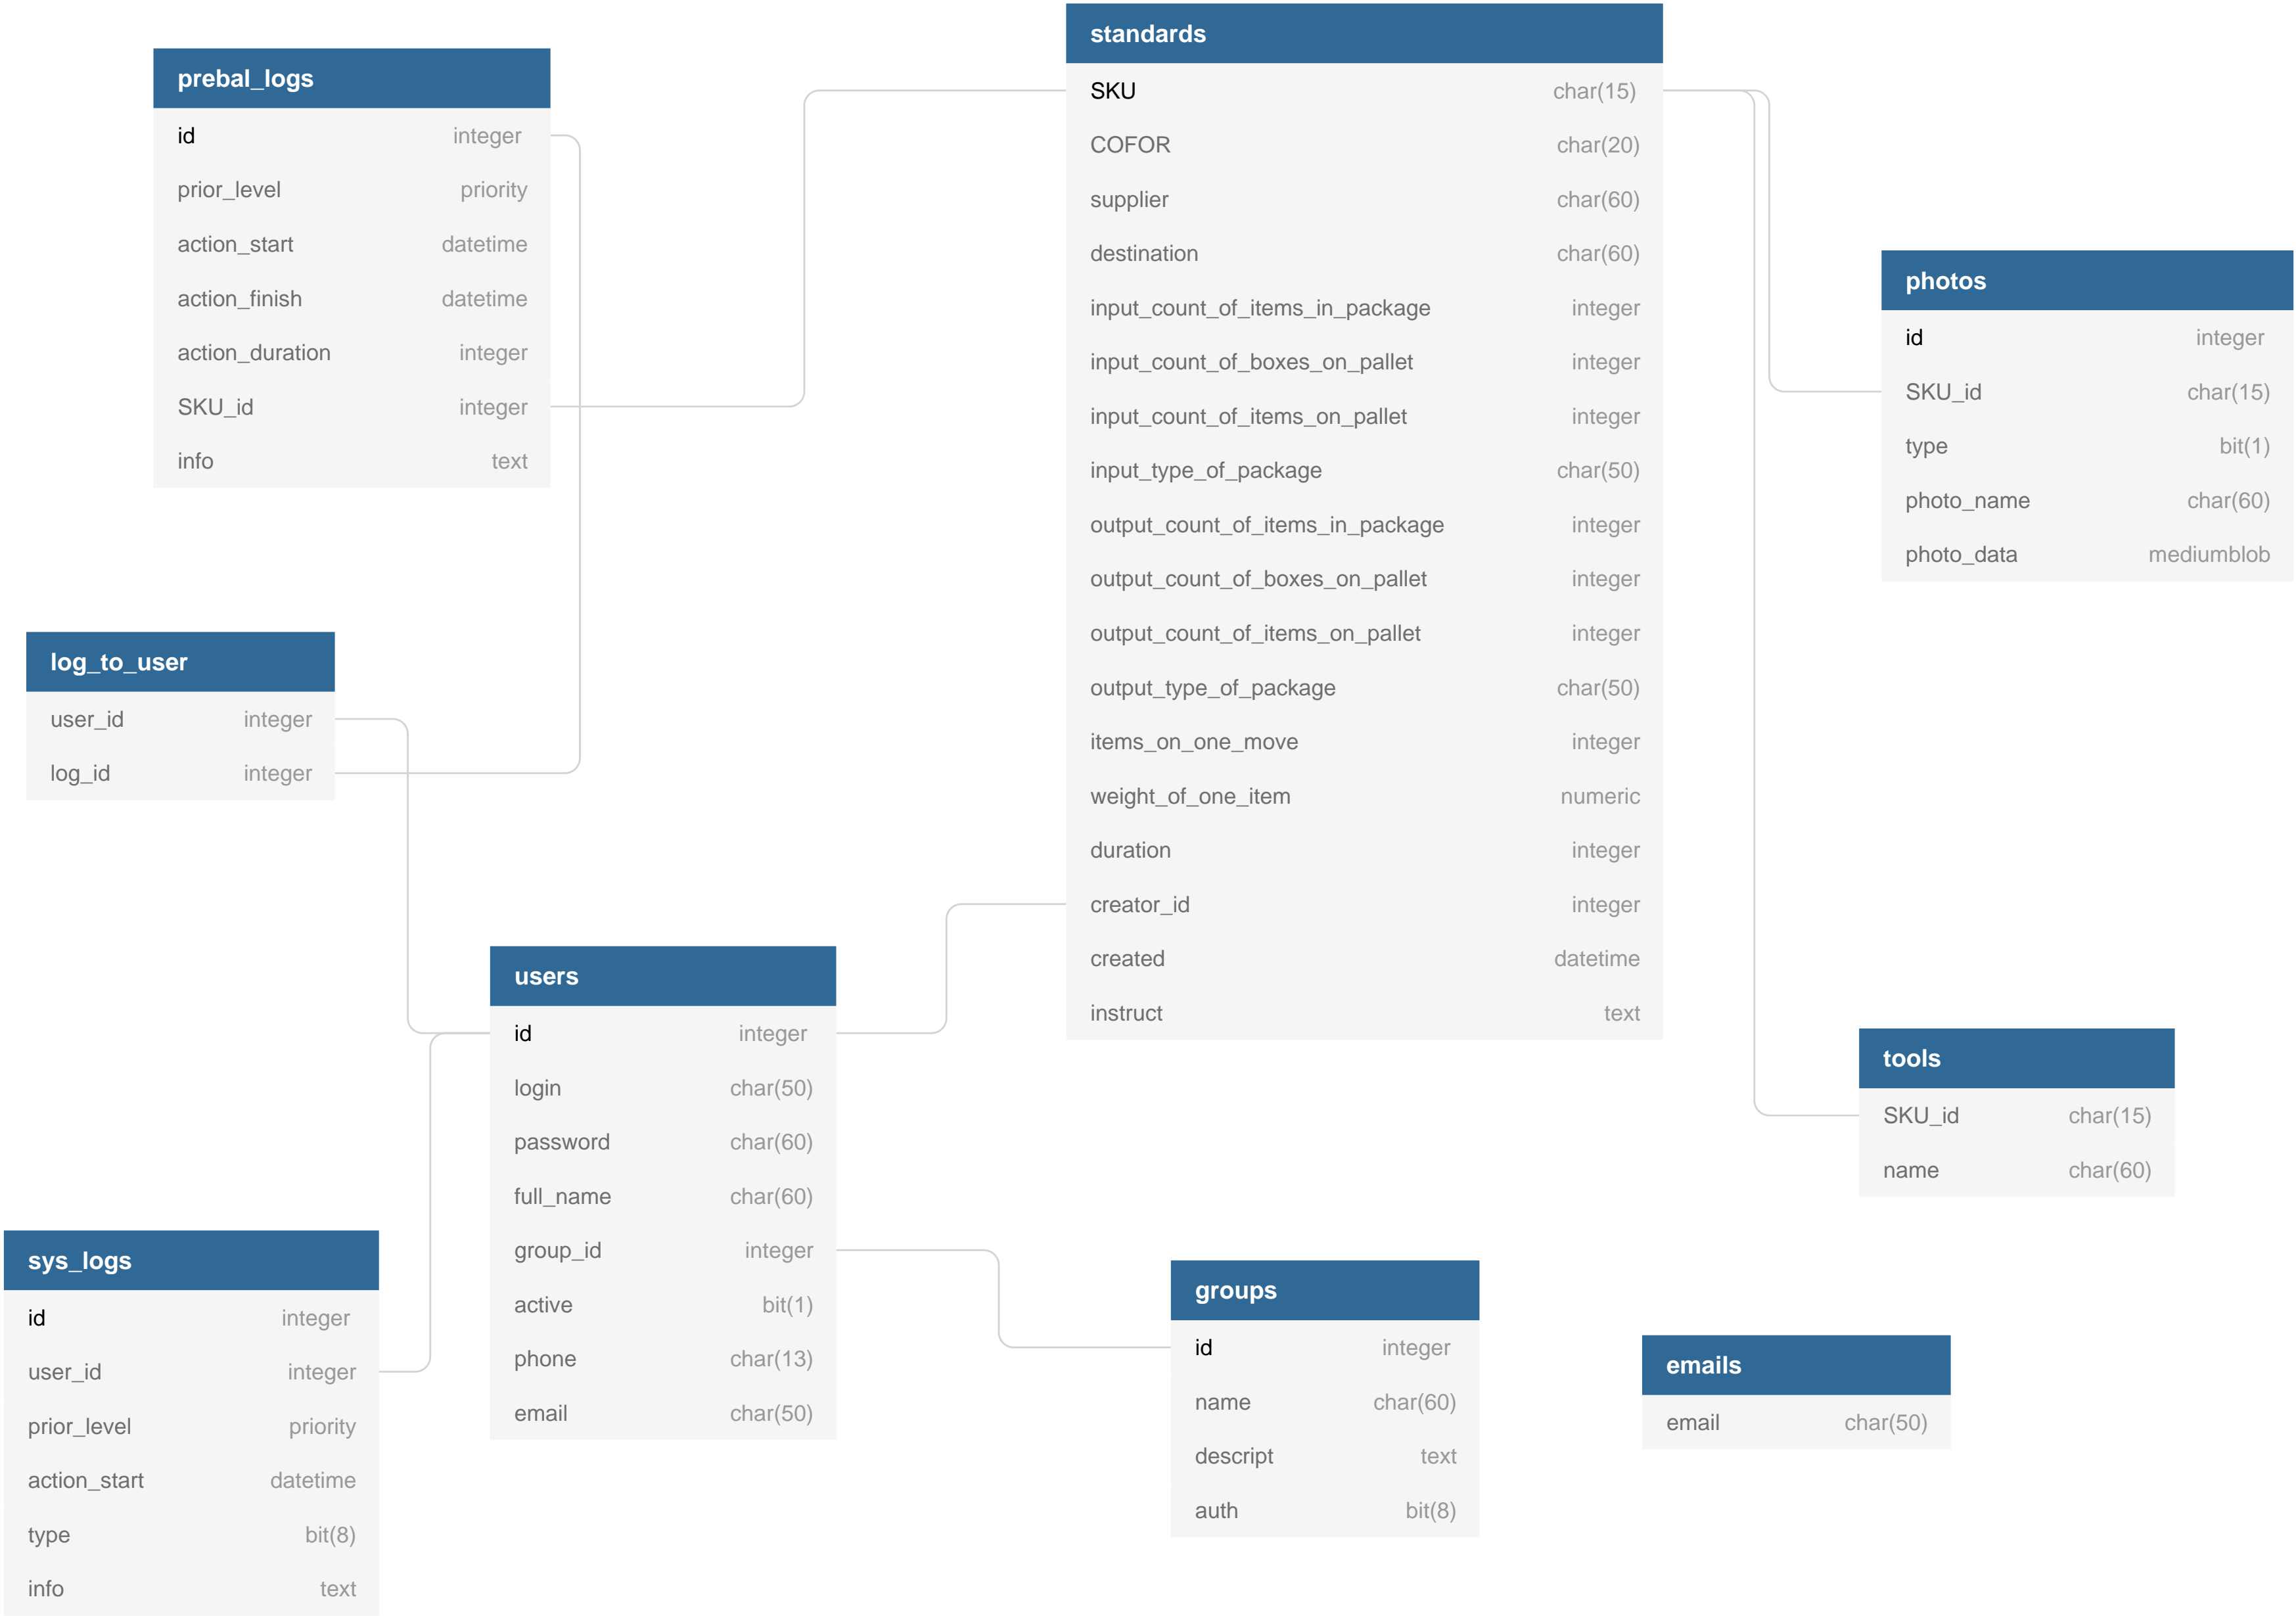 prebal_logs
id integer
prior_level priority
action_start datetime
action_finish datetime
action_duration integer
SKU_id integer
info text
standards
SKU char(15)
COFOR char(20)
supplier char(60)
destination char(60)
input_count_of_items_in_package integer
input_count_of_boxes_on_pallet integer
input_count_of_items_on_pallet integer
input_type_of_package char(50)
output_count_of_items_in_package integer
output_count_of_boxes_on_pallet integer
output_count_of_items_on_pallet integer
output_type_of_package char(50)
items_on_one_move integer
weight_of_one_item numeric
duration integer
creator_id integer
created datetime
instruct text
photos
id integer
SKU_id char(15)
type bit(1)
photo_name char(60)
photo_data mediumblob
log_to_user
user_id integer
log_id integer
users
id integer
login char(50)
password char(60)
full_name char(60)
group_id integer
active bit(1)
phone char(13)
email char(50)
tools
SKU_id char(15)
name char(60)
sys_logs
id integer
user_id integer
prior_level priority
action_start datetime
type bit(8)
info text
groups
id integer
name char(60)
descript text
auth bit(8)
emails
email char(50)